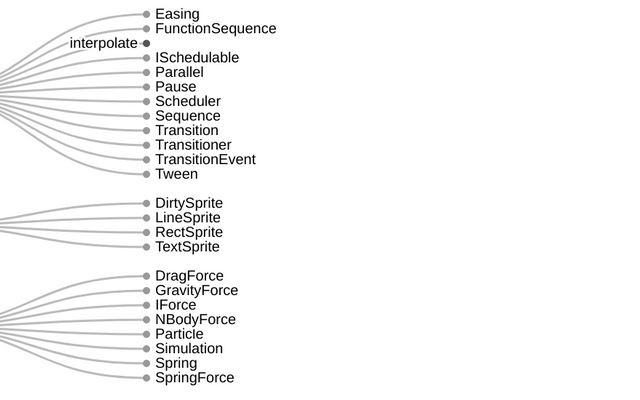 Easing
FunctionSequence
interpolate
ISchedulable
Parallel
Pause
Scheduler
Sequence
Transition
Transitioner
TransitionEvent
Tween
DirtySprite
LineSprite
RectSprite
TextSprite
DragForce
GravityForce
IForce
NBodyForce
Particle
Simulation
Spring
SpringForce